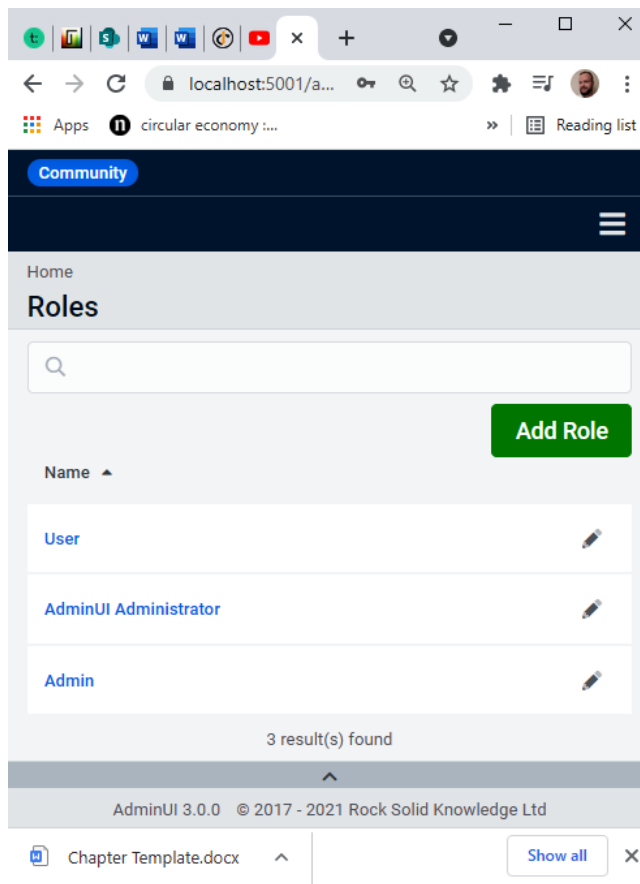 localhost:5001/a...
Apps
circular economy :...
» Reading list
Community
Home
Roles
Add Role
Name
User
AdminUI Administrator
Admin
3 result(s) found
AdminUI 3.0.0 © 2017 - 2021 Rock Solid Knowledge Ltd
Chapter Template.docx
Show all